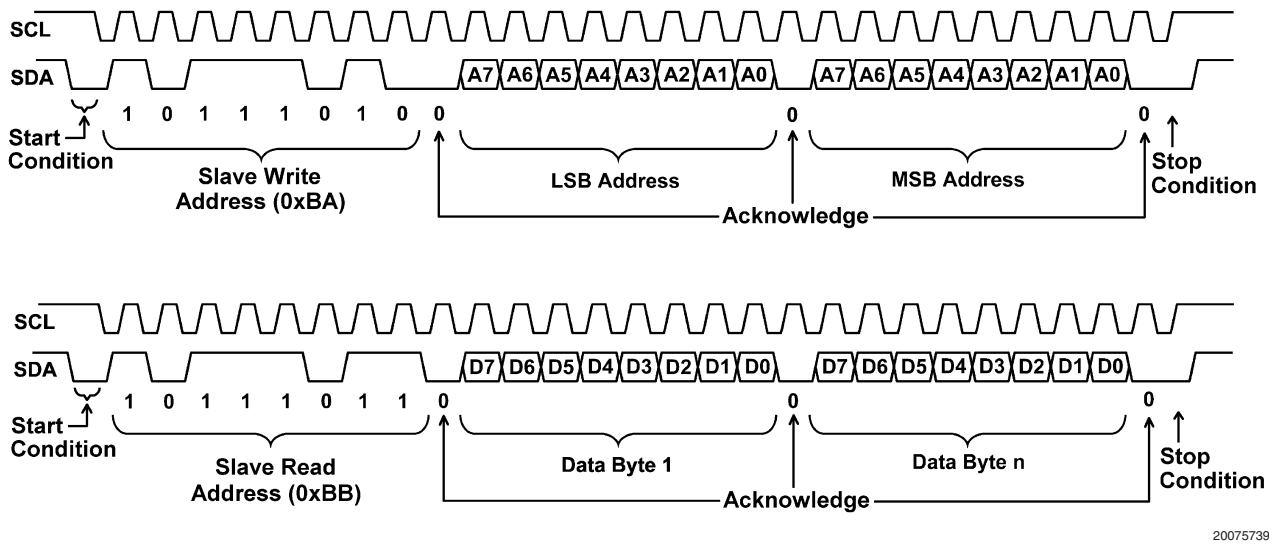 SCL
SDA A7 A6 A5 A4 A3 A2 A1 A0 A7 A6 A5 A4 A3 A2 A1 A0
1 0 1 1 1 0 1 0 0 0 0
Start
Condition
Slave Write
Address (0xBA)
LSB Address
MSB Address
Stop
Condition
Acknowledge
SCL
SDA D7 D6 D5 D4 D3 D2 D1 D0 D7 D6 D5 D4 D3 D2 D1 D0
1 0 1 1 1 0 1 1 0 0 0
Start
Condition
Slave Read
Address (0xBB)
Data Byte 1
Data Byte n
Stop
Condition
Acknowledge
20075739